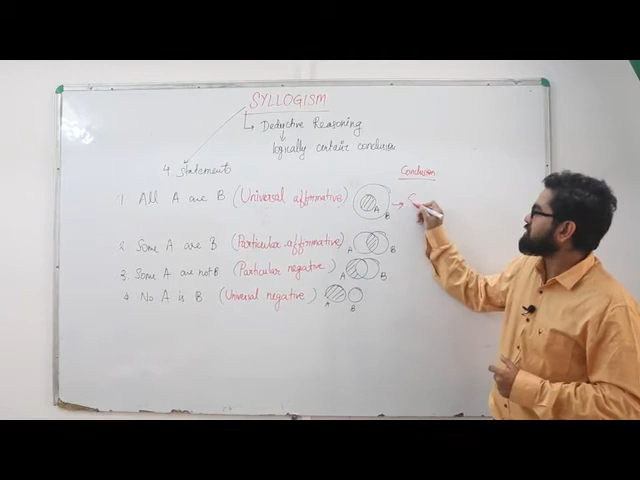 SYLLOGISM
Deductive Reasoning
logically certain conclusion
4 statements
Conclusion
1. All A are B (Universal affirmative) A B
2. Some A are B (Particular affirmative) A B
3. Some A are not B (Particular negative) A B
4. No A is B (Universal negative) A B